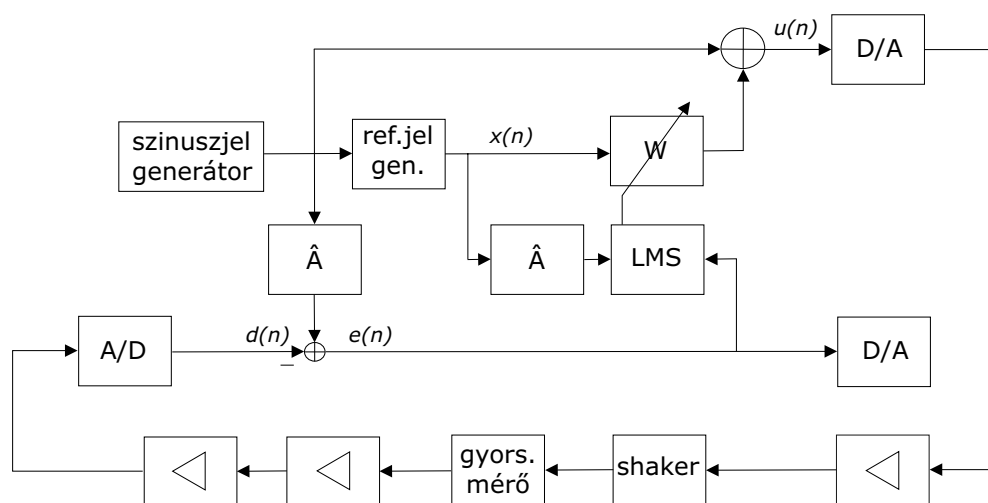 u(n)
D/A
szinuszjel
generátor
ref.jel
gen.
x(n)
W
Â
Â
LMS
A/D
d(n)
–
e(n)
D/A
gyors.
mérő
shaker